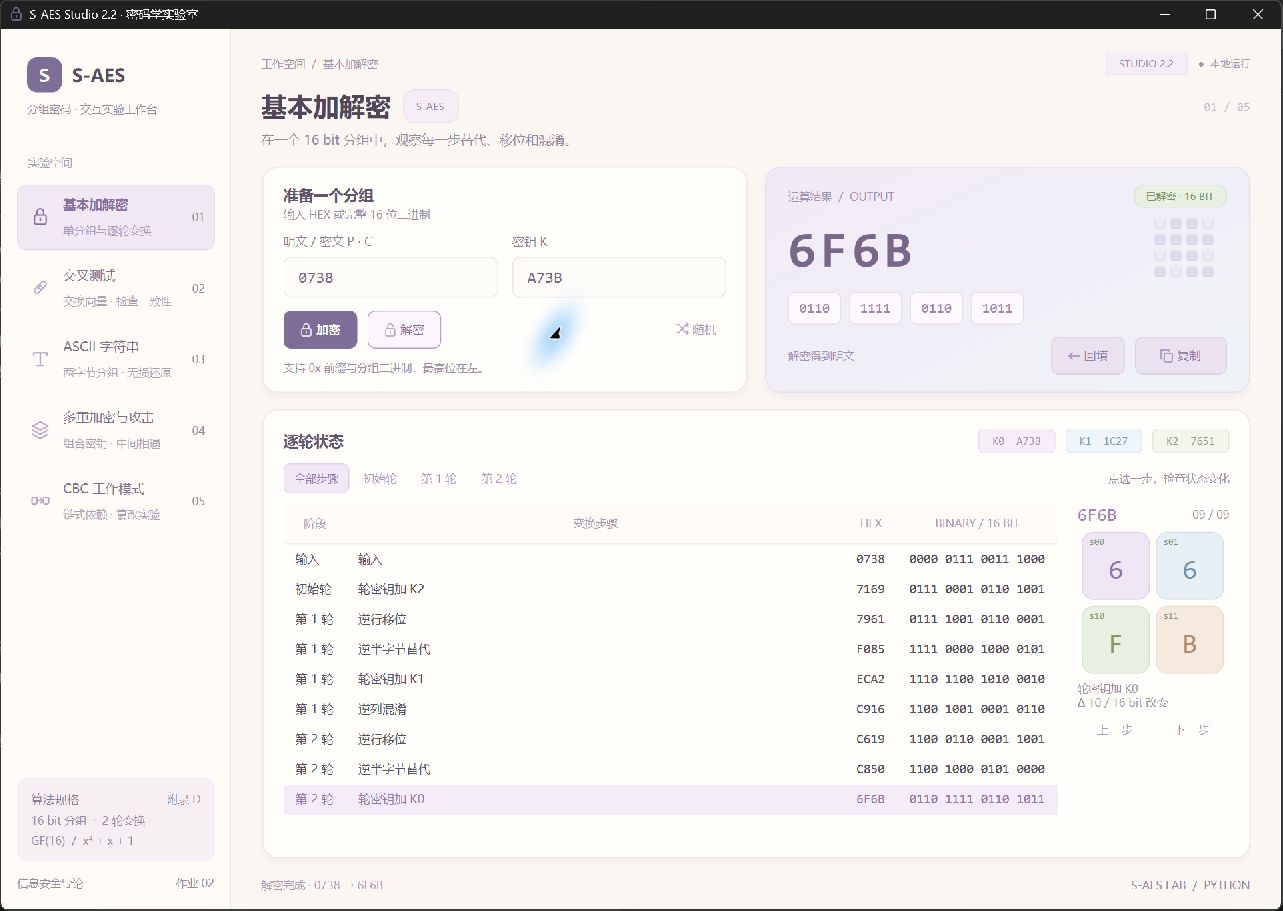 S-AES Studio 2.2 · 密码学实验室
S
S-AES
分组密码 · 交互实验工作台
实验空间
基本加解密
单分组与逐轮变换
01
交叉测试
交换向量 · 检查一致性
02
ASCII 字符串
两字节分组 · 无损还原
03
多重加密与攻击
组合密钥 · 中间相遇
04
CBC 工作模式
链式依赖 · 篡改实验
05
算法规格 附录 D
16 bit 分组 · 2 轮变换
GF(16) / x⁴ + x + 1
信息安全导论 作业 02
工作空间 / 基本加解密
STUDIO 2.2 本地运行
基本加解密 S-AES
01 / 05
在一个 16 bit 分组中，观察每一步替代、移位和混淆。
准备一个分组
输入 HEX 或完整 16 位二进制
明文 / 密文 P · C 密钥 K
0738 A73B
加密 解密 随机
支持 0x 前缀与分组二进制，最高位在左。
运算结果 / OUTPUT 已解密 · 16 BIT
6F6B
0110 1111 0110 1011
解密得到明文 ← 回填 复制
逐轮状态 K0 A73B K1 1C27 K2 7651
全部步骤 初始轮 第 1 轮 第 2 轮 点选一步，检查状态变化
阶段 变换步骤 HEX BINARY / 16 BIT
输入 输入 0738 0000 0111 0011 1000
初始轮 轮密钥加 K2 7169 0111 0001 0110 1001
第 1 轮 逆行移位 7961 0111 1001 0110 0001
第 1 轮 逆半字节替代 F085 1111 0000 1000 0101
第 1 轮 轮密钥加 K1 ECA2 1110 1100 1010 0010
第 1 轮 逆列混淆 C916 1100 1001 0001 0110
第 2 轮 逆行移位 C619 1100 0110 0001 1001
第 2 轮 逆半字节替代 C850 1100 1000 0101 0000
第 2 轮 轮密钥加 K0 6F6B 0110 1111 0110 1011
6F6B 09 / 09
s00 s01
6 6
s10 s11
F B
轮密钥加 K0
Δ 10 / 16 bit 改变
上一步 下一步
解密完成 · 0738 → 6F6B
S-AES LAB / PYTHON